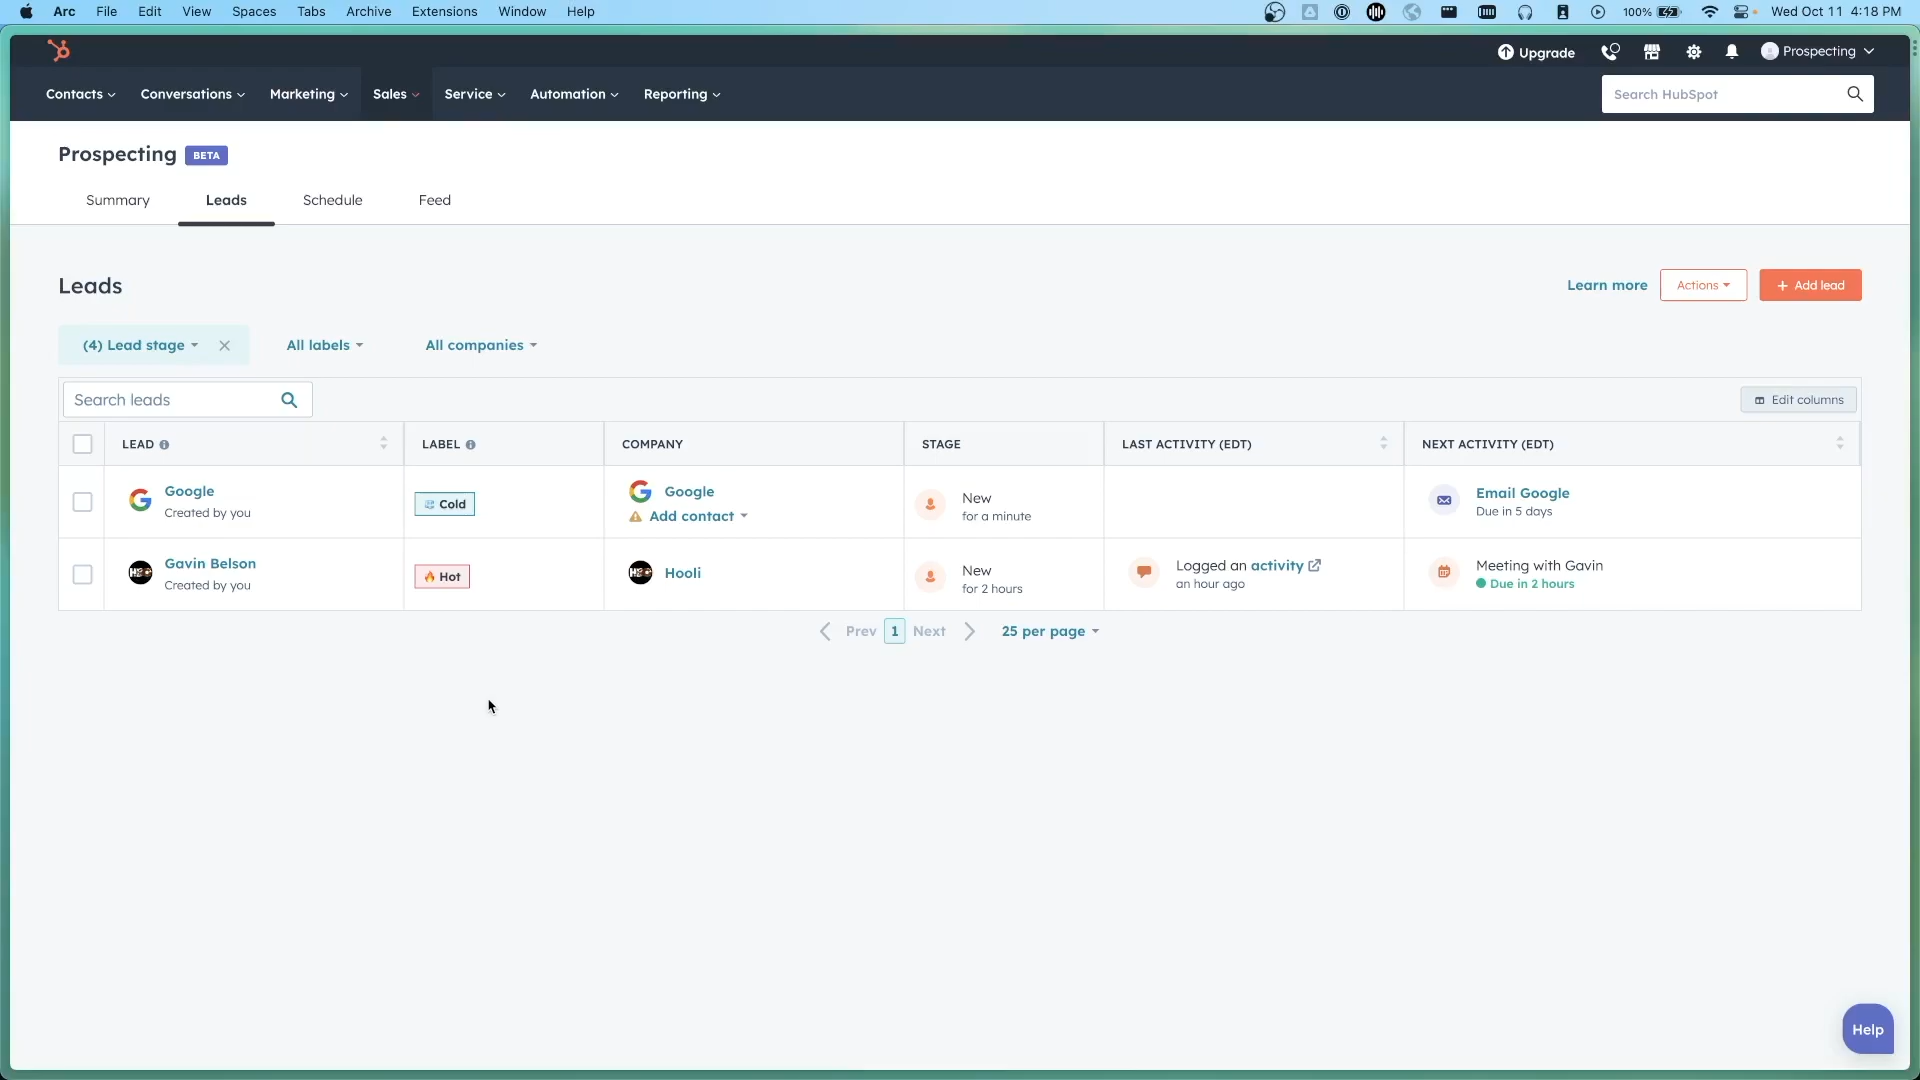 Arc File Edit View Spaces Tabs Archive Extensions Window Help 100% Wed Oct 11 4:18 PM
Upgrade Prospecting
Contacts Conversations Marketing Sales Service Automation Reporting Search HubSpot
Prospecting BETA
Summary Leads Schedule Feed
Leads Learn more Actions + Add lead
(4) Lead stage All labels All companies
Search leads Edit columns
LEAD LABEL COMPANY STAGE LAST ACTIVITY (EDT) NEXT ACTIVITY (EDT)
Google Cold Google New Email Google
Created by you Add contact for a minute Due in 5 days
Gavin Belson Hot Hooli New Logged an activity Meeting with Gavin
Created by you for 2 hours an hour ago Due in 2 hours
Prev 1 Next 25 per page
Help